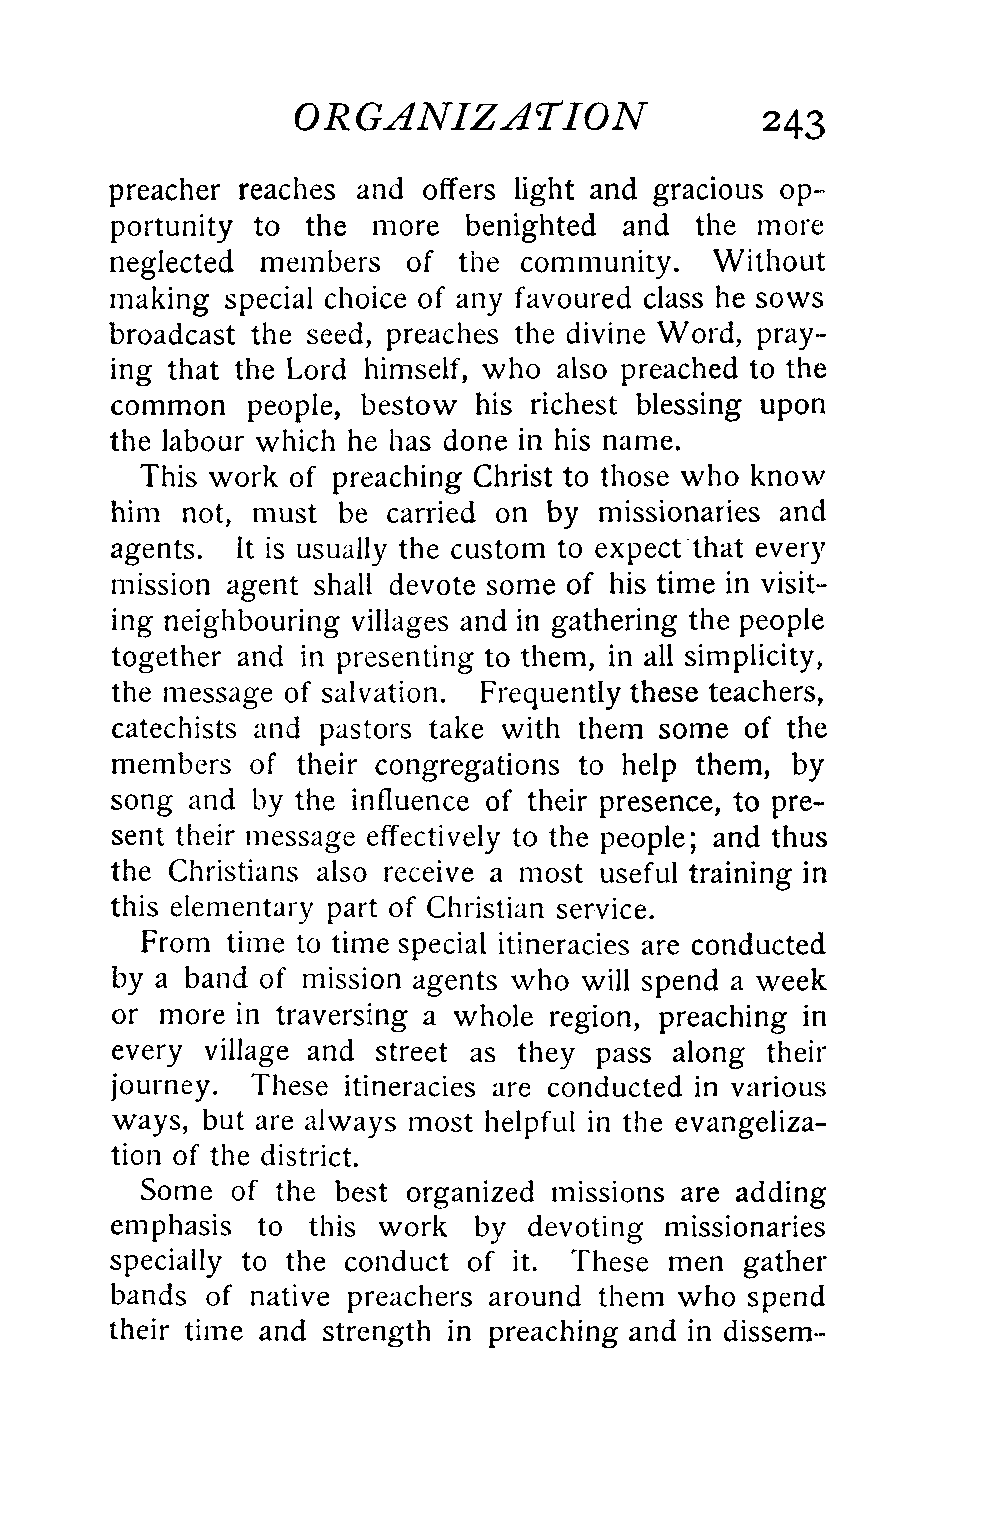 ORGANIZATION 243
preacher reaches and offers light and gracious op-
portunity to the more benighted and the more
neglected members of the community. Without
making special choice of any favoured class he sows
broadcast the seed, preaches the divine Word, pray-
ing that the Lord himself, who also preached to the
common people, bestow his richest blessing upon
the labour which he has done in his name.
This work of preaching Christ to those who know
him not, must be carried on by missionaries and
agents. It is usually the custom to expect that every
mission agent shall devote some of his time in visit-
ing neighbouring villages and in gathering the people
together and in presenting to them, in all simplicity,
the message of salvation. Frequently these teachers,
catechists and pastors take with them some of the
members of their congregations to help them, by
song and by the influence of their presence, to pre-
sent their message effectively to the people; and thus
the Christians also receive a most useful training in
this elementary part of Christian service.
From time to time special itineracies are conducted
by a band of mission agents who will spend a week
or more in traversing a whole region, preaching in
every village and street as they pass along their
journey. These itineracies are conducted in various
ways, but are always most helpful in the evangeliza-
tion of the district.
Some of the best organized missions are adding
emphasis to this work by devoting missionaries
specially to the conduct of it. These men gather
bands of native preachers around them who spend
their time and strength in preaching and in dissem-